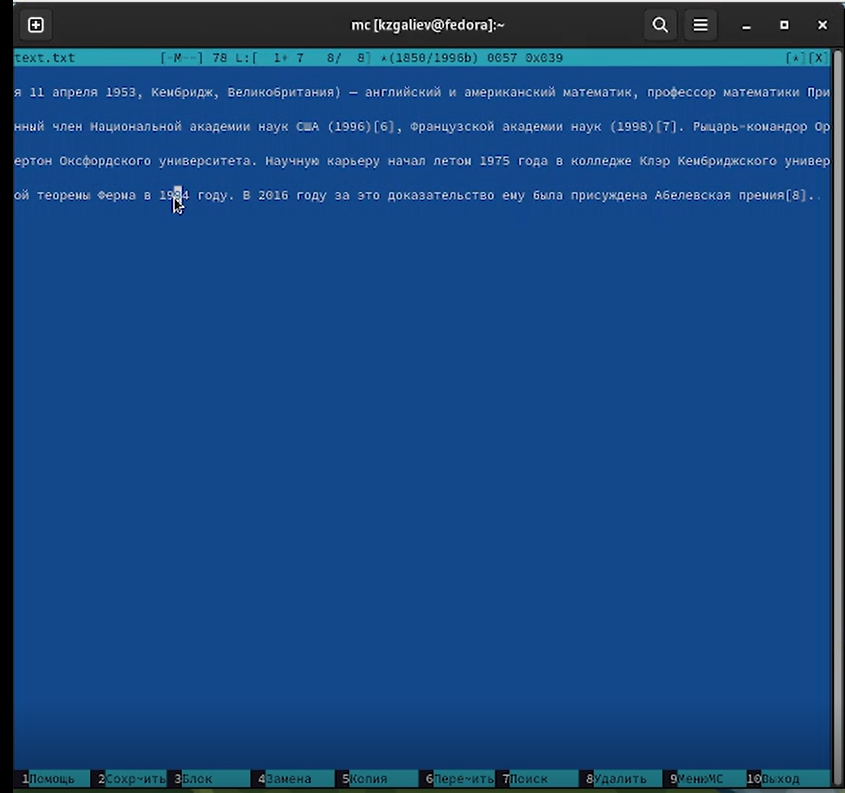 mc [kzgaliev@fedora]:~
text.txt [-M--] 78 L:[ 1+ 7 8/ 8] *(1850/1996b) 0057 0x039 [*][X]
я 11 апреля 1953, Кембридж, Великобритания) — английский и американский математик, профессор математики При
нный член Национальной академии наук США (1996)[6], Французской академии наук (1998)[7]. Рыцарь-командор Ор
ертон Оксфордского университета. Научную карьеру начал летом 1975 года в колледже Клэр Кембриджского универ
ой теоремы Ферма в 1994 году. В 2016 году за это доказательство ему была присуждена Абелевская премия[8]..
1Помощь 2Сохр~ить 3Блок 4Замена 5Копия 6Пере~ить 7Поиск 8Удалить 9МенюMC 10Выход